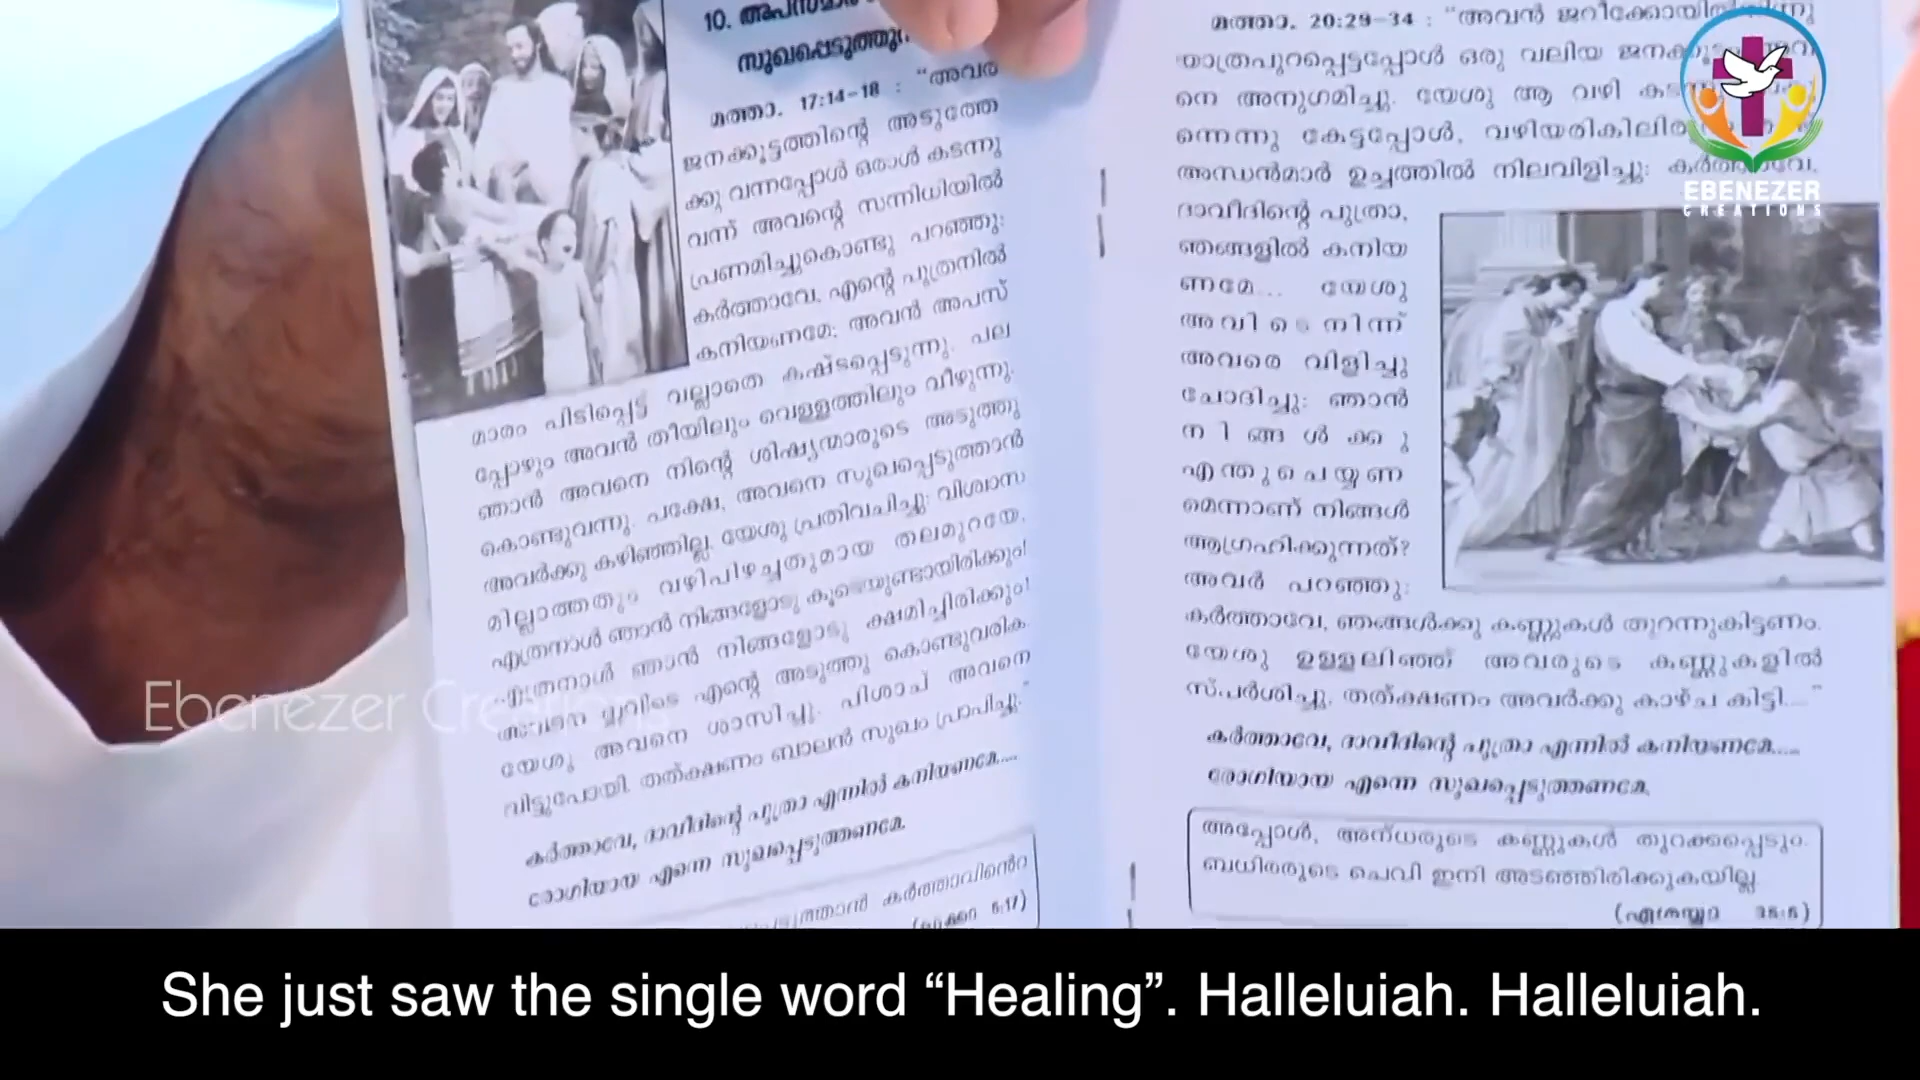 10. അപസ്മാര
സുഖപ്പെടുത്തു
മത്താ. 17:14-18 : “അവര
ജനക്കൂട്ടത്തിന്റെ അടുത്തേ
ക്കു വന്നപ്പോൾ ഒരാൾ കടന്നു
വന്ന് അവന്റെ സന്നിധിയിൽ
പ്രണമിച്ചുകൊണ്ടു പറഞ്ഞു:
കർത്താവേ, എന്റെ പുത്രനിൽ
കനിയണമേ; അവൻ അപസ്
മാരം പിടിപ്പെട്ട് വല്ലാതെ കഷ്ടപ്പെടുന്നു. പല
പ്പോഴും അവൻ തീയിലും വെള്ളത്തിലും വീഴുന്നു.
ഞാൻ അവനെ നിന്റെ ശിഷ്യന്മാരുടെ അടുത്തു
കൊണ്ടുവന്നു. പക്ഷേ, അവനെ സുഖപ്പെടുത്താൻ
അവർക്കു കഴിഞ്ഞില്ല. യേശു പ്രതിവചിച്ചു: വിശ്വാസ
മില്ലാത്തതും വഴിപിഴച്ചതുമായ തലമുറയേ,
എത്രനാൾ ഞാൻ നിങ്ങളോടു കൂടെയുണ്ടായിരിക്കും!
എത്രനാൾ ഞാൻ നിങ്ങളോടു ക്ഷമിച്ചിരിക്കും!
അവനെ ഇവിടെ എന്റെ അടുത്തു കൊണ്ടുവരിക.
യേശു അവനെ ശാസിച്ചു. പിശാച് അവനെ
വിട്ടുപോയി. തത്ക്ഷണം ബാലൻ സുഖം പ്രാപിച്ചു.”
കർത്താവേ, ദാവീദിന്റെ പുത്രാ എന്നിൽ കനിയണമേ.....
രോഗിയായ എന്നെ സുഖപ്പെടുത്തണമേ.
കർത്താവിന്റെ
6:17)
മത്താ. 20:29-34 : “അവൻ ജറീക്കോയിൽനിന്നു
യാത്രപുറപ്പെട്ടപ്പോൾ ഒരു വലിയ ജനക്കൂട്ടം അവ
നെ അനുഗമിച്ചു. യേശു ആ വഴി
ന്നെന്നു കേട്ടപ്പോൾ, വഴിയരികിലിരു
അന്ധൻമാർ ഉച്ചത്തിൽ നിലവിളിച്ചു: കർത്താവേ,
ദാവീദിന്റെ പുത്രാ,
ഞങ്ങളിൽ കനിയ
ണമേ... യേശു
അവിടെ നിന്ന്
അവരെ വിളിച്ചു
ചോദിച്ചു: ഞാൻ
നിങ്ങൾക്കു
എന്തുചെയ്യണ
മെന്നാണ് നിങ്ങൾ
ആഗ്രഹിക്കുന്നത്?
അവർ പറഞ്ഞു:
കർത്താവേ, ഞങ്ങൾക്കു കണ്ണുകൾ തുറന്നുകിട്ടണം.
യേശു ഉള്ളലിഞ്ഞ് അവരുടെ കണ്ണുകളിൽ
സ്പർശിച്ചു, തത്ക്ഷണം അവർക്കു കാഴ്ച കിട്ടി....”
കർത്താവേ, ദാവീദിന്റെ പുത്രാ എന്നിൽ കനിയണമേ.....
രോഗിയായ എന്നെ സുഖപ്പെടുത്തണമേ.
അപ്പോൾ, അന്ധരുടെ കണ്ണുകൾ തുറക്കപ്പെടും.
ബധിരരുടെ ചെവി ഇനി അടഞ്ഞിരിക്കുകയില്ല.
(ഏശയ്യാ 35:5)
EBENEZER
CREATIONS
Ebenezer Creations
She just saw the single word “Healing”. Halleluiah. Halleluiah.